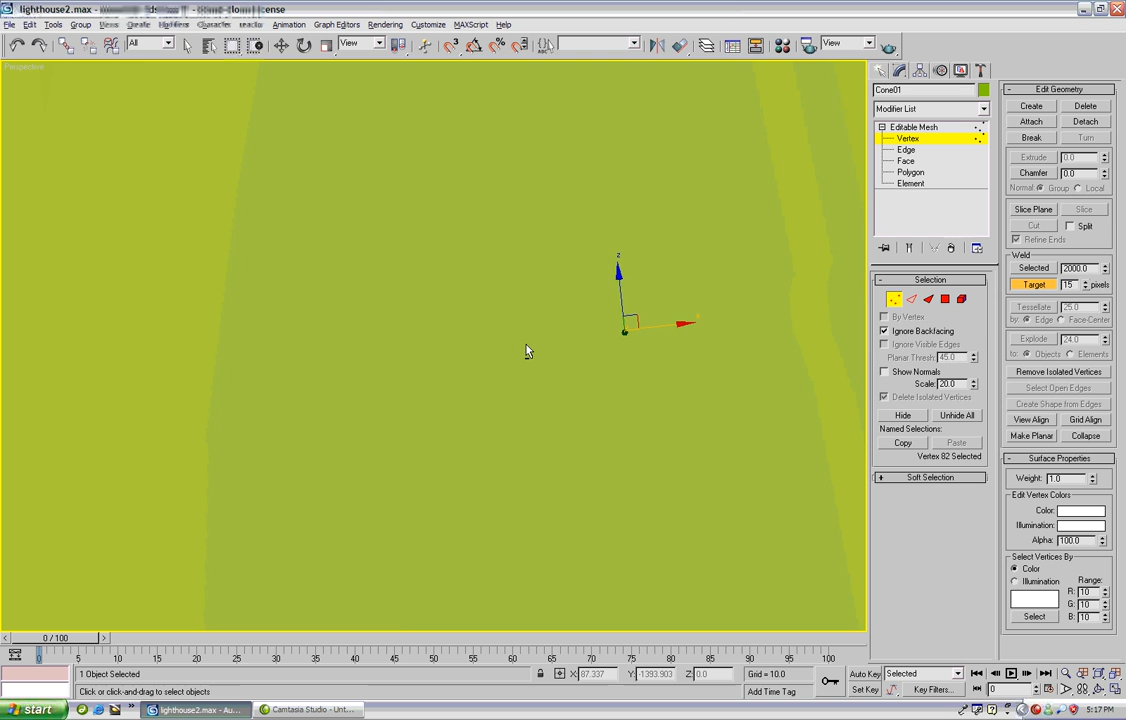 lighthouse2.max -
File Edit Tools Group Views Create Modifiers Character reactor Animation Graph Editors Rendering Customize MAXScript Help
All View 3 View
Perspective
z
x
Cone01
Modifier List
Editable Mesh
Vertex
Edge
Face
Polygon
Element
Selection
By Vertex
Ignore Backfacing
Ignore Visible Edges
Planar Thresh: 45.0
Show Normals
Scale: 20.0
Delete Isolated Vertices
Hide Unhide All
Named Selections:
Copy Paste
Vertex 82 Selected
Soft Selection
Edit Geometry
Create Delete
Attach Detach
Break Turn
Extrude 0.0
Chamfer 0.0
Normal: Group Local
Slice Plane Slice
Cut Split
Refine Ends
Weld
Selected 2000.0
Target 15 pixels
Tessellate 25.0
by: Edge Face-Center
Explode 24.0
to: Objects Elements
Remove Isolated Vertices
Select Open Edges
Create Shape from Edges
View Align Grid Align
Make Planar Collapse
Surface Properties
Weight: 1.0
Edit Vertex Colors
Color:
Illumination:
Alpha: 100.0
Select Vertices By
Color Range:
Illumination R: 10
G: 10
Select B: 10
0 / 100
0 5 10 15 20 25 30 35 40 45 50 55 60 65 70 75 80 85 90 95 100
1 Object Selected X: 87.337 Y: -1393.903 Z: 0.0 Grid = 10.0 Auto Key Selected
Click or click-and-drag to select objects Add Time Tag Set Key Key Filters... 0
start lighthouse2.max - Au... Camtasia Studio - Unt... 5:17 PM